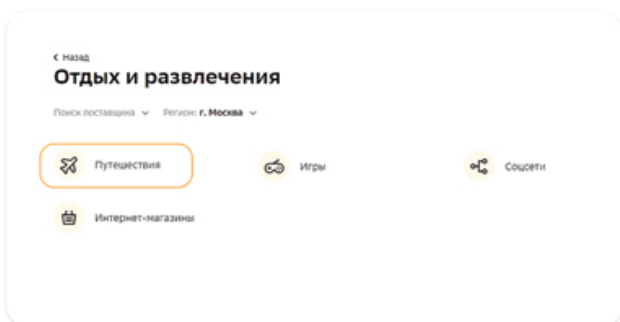 < Назад
Отдых и развлечения
Поиск поставщика Регион: г. Москва
Путешествия Игры Соцсети
Интернет-магазины